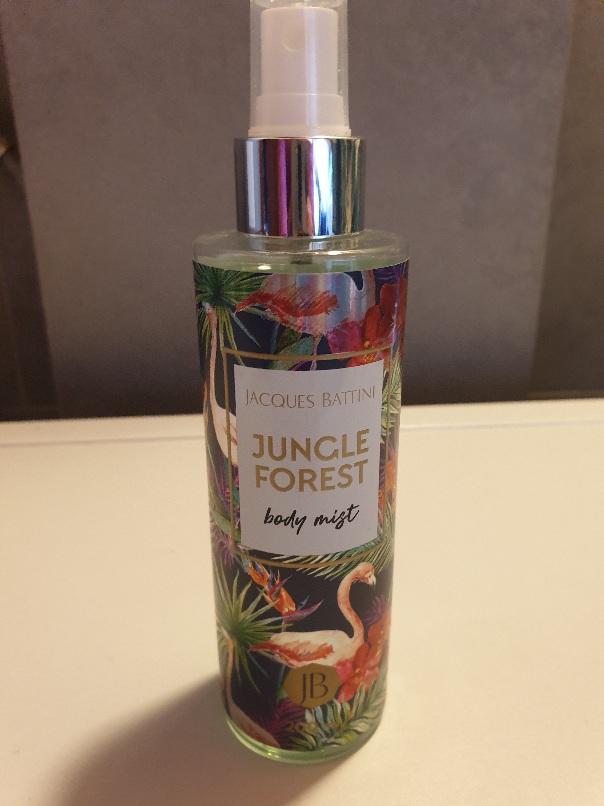 JACQUES BATTINI
JUNGLE
FOREST
body mist
JB